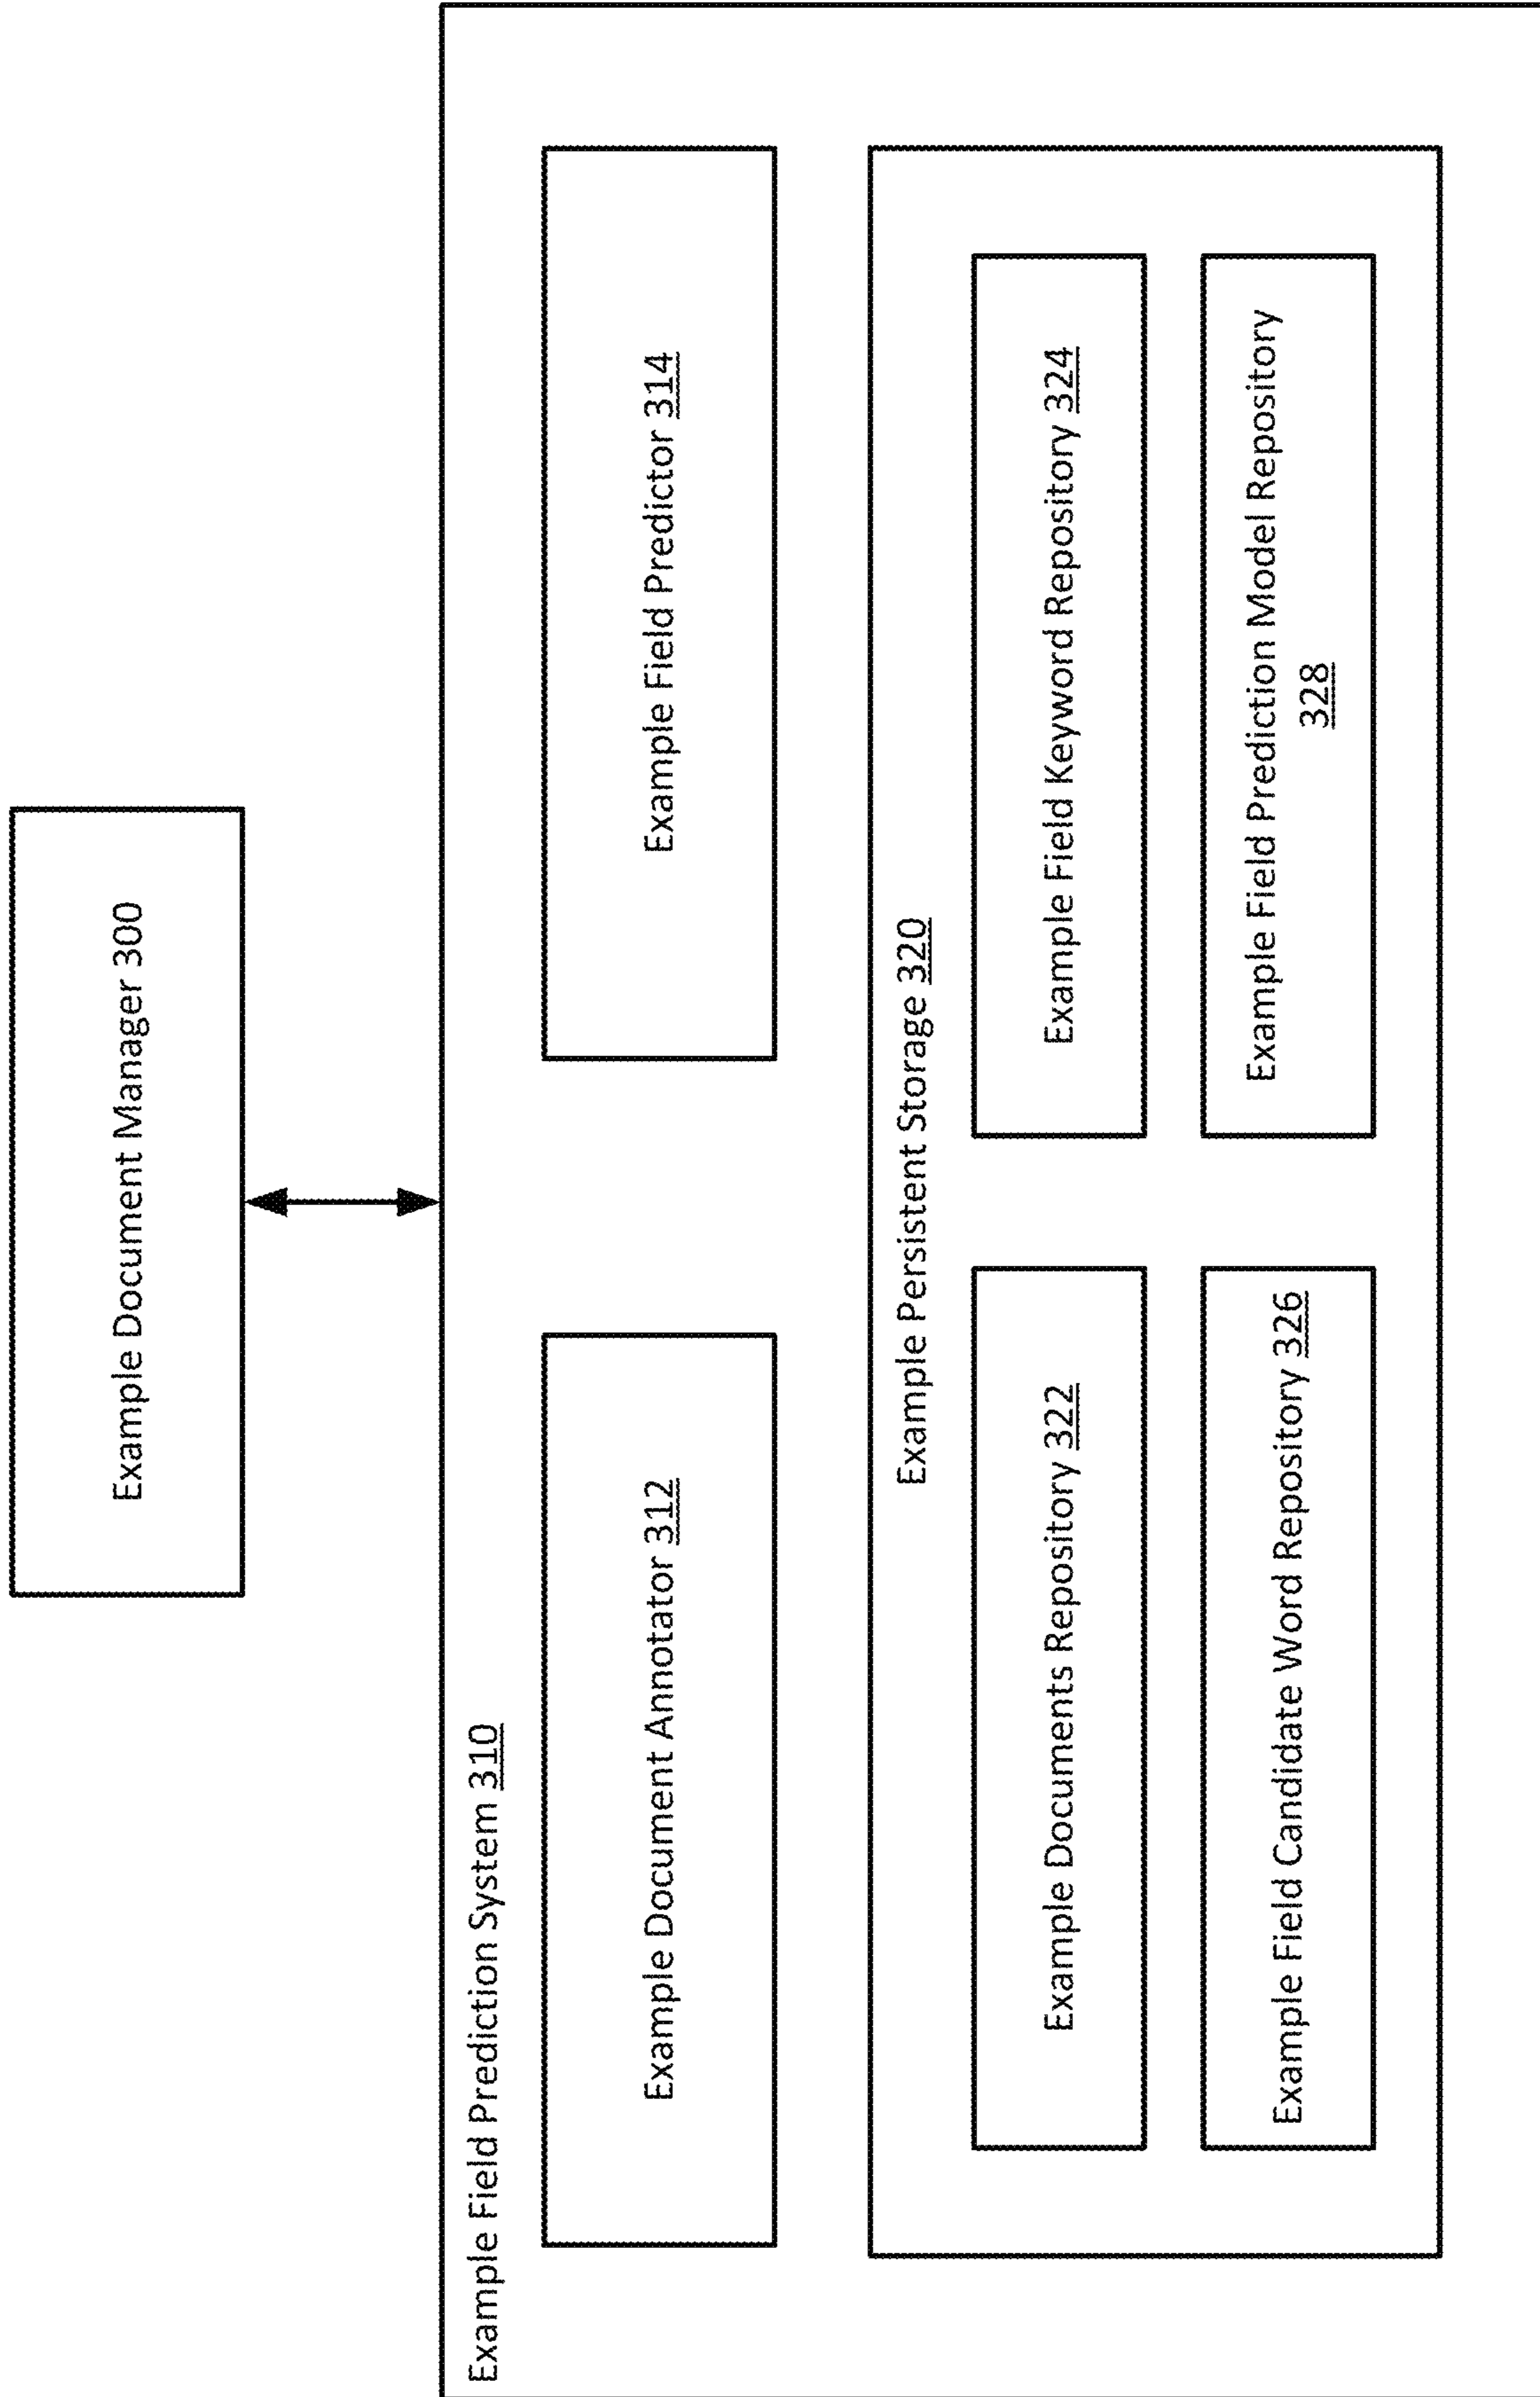 Example Document Manager 300
Example Field Prediction System 310
Example Document Annotator 312
Example Field Predictor 314
Example Persistent Storage 320
Example Documents Repository 322
Example Field Keyword Repository 324
Example Field Candidate Word Repository 326
Example Field Prediction Model Repository
328